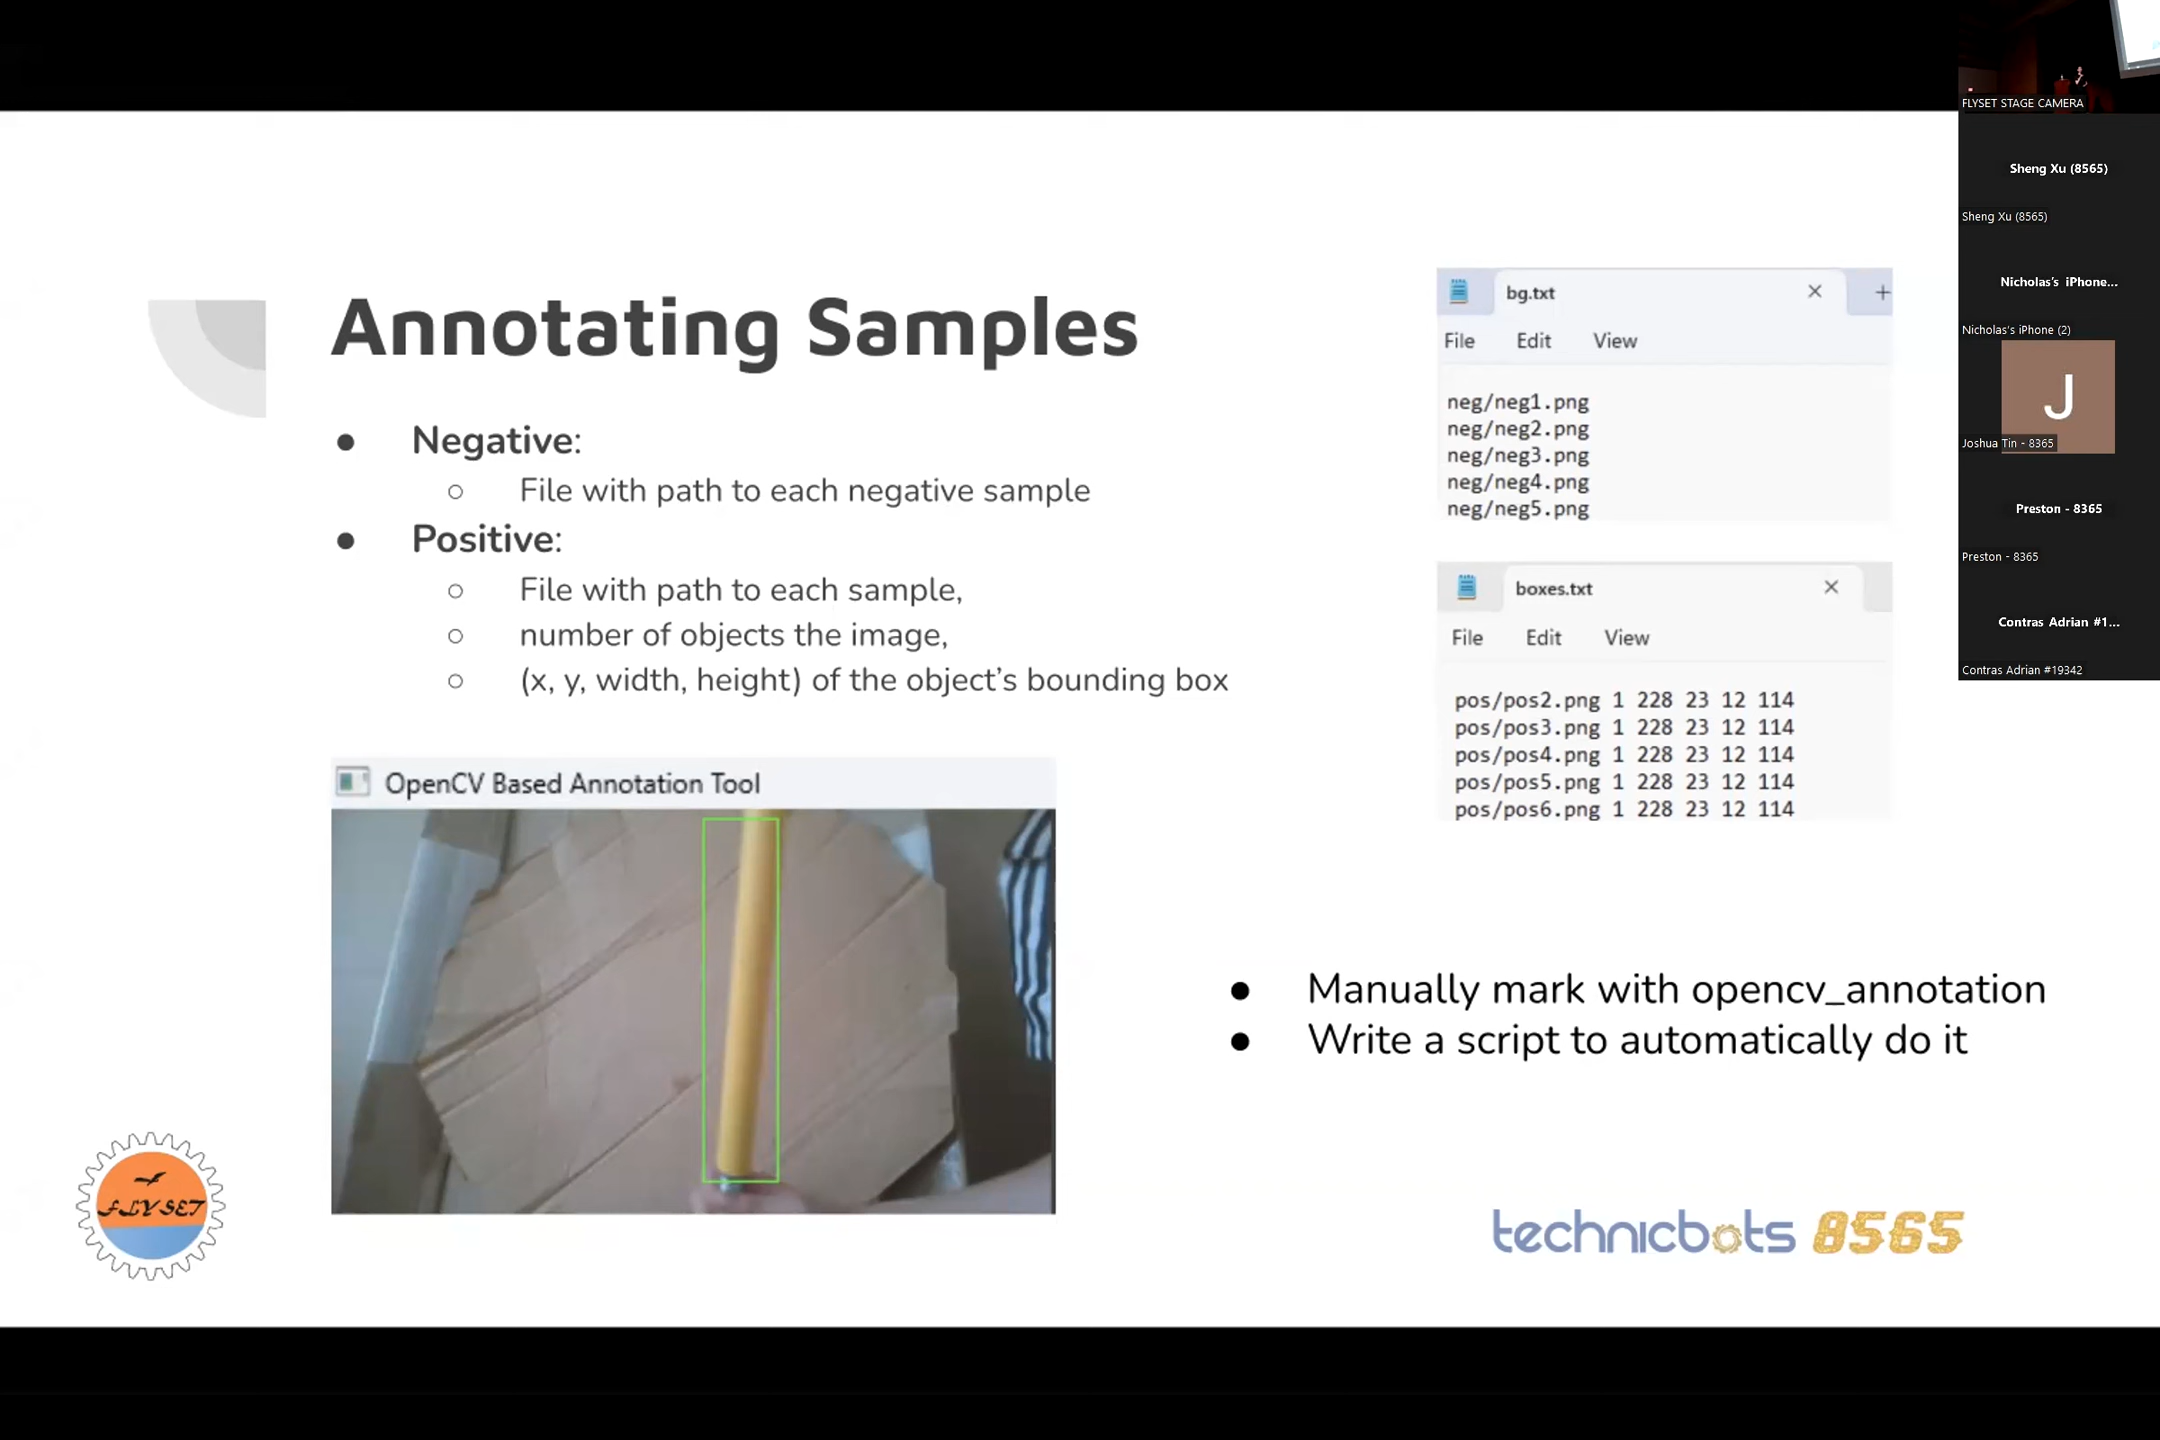 Annotating Samples
● Negative:
○ File with path to each negative sample
● Positive:
○ File with path to each sample,
○ number of objects the image,
○ (x, y, width, height) of the object’s bounding box
OpenCV Based Annotation Tool
bg.txt × +
File Edit View
neg/neg1.png
neg/neg2.png
neg/neg3.png
neg/neg4.png
neg/neg5.png
boxes.txt ×
File Edit View
pos/pos2.png 1 228 23 12 114
pos/pos3.png 1 228 23 12 114
pos/pos4.png 1 228 23 12 114
pos/pos5.png 1 228 23 12 114
pos/pos6.png 1 228 23 12 114
● Manually mark with opencv_annotation
● Write a script to automatically do it
FLYSET
technicbots 8565
FLYSET STAGE CAMERA
Sheng Xu (8565)
Sheng Xu (8565)
Nicholas's iPhone...
Nicholas's iPhone (2)
J
Joshua Tin - 8365
Preston - 8365
Preston - 8365
Contras Adrian #1...
Contras Adrian #19342